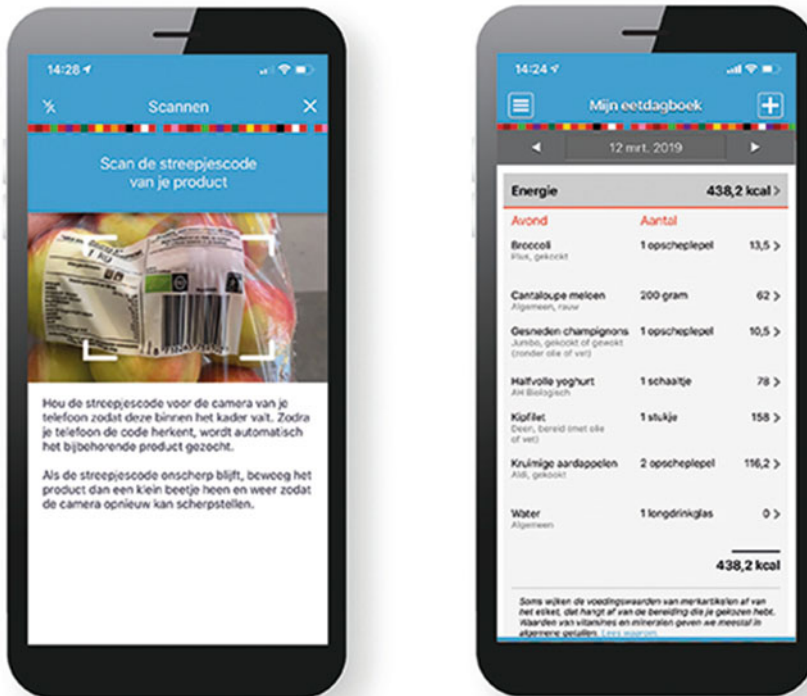 14:28
Scannen
Scan de streepjescode
van je product
Hou de streepjescode voor de camera van je
telefoon zodat deze binnen het kader valt. Zodra
je telefoon de code herkent, wordt automatisch
het bijbehorende product gezocht.
Als de streepjescode onscherp blijft, beweeg het
product dan een klein beetje heen en weer zodat
de camera opnieuw kan scherpstellen.
14:24
Mijn eetdagboek
12 mrt. 2019
Energie 438,2 kcal >
Avond Aantal
Broccoli 1 opscheplepel 13,5 >
Plus, gekookt
Cantaloupe meloen 200 gram 62 >
Algemeen, rauw
Gesneden champignons 1 opscheplepel 10,5 >
Jumbo, gekookt of gewokt
(zonder olie of vet)
Halfvolle yoghurt 1 schaaltje 78 >
AH Biologisch
Kipfilet 1 stukje 158 >
Deen, bereid (met olie
of vet)
Kruimige aardappelen 2 opscheplepel 116,2 >
Aldi, gekookt
Water 1 longdrinkglas 0 >
Algemeen
438,2 kcal
Soms wijken de voedingswaarden van merkartikelen af van
het etiket, dat hangt af van de bereiding die je gekozen hebt.
Waarden van vitamines en mineralen geven we meestal in
algemene getallen. Lees waarom.